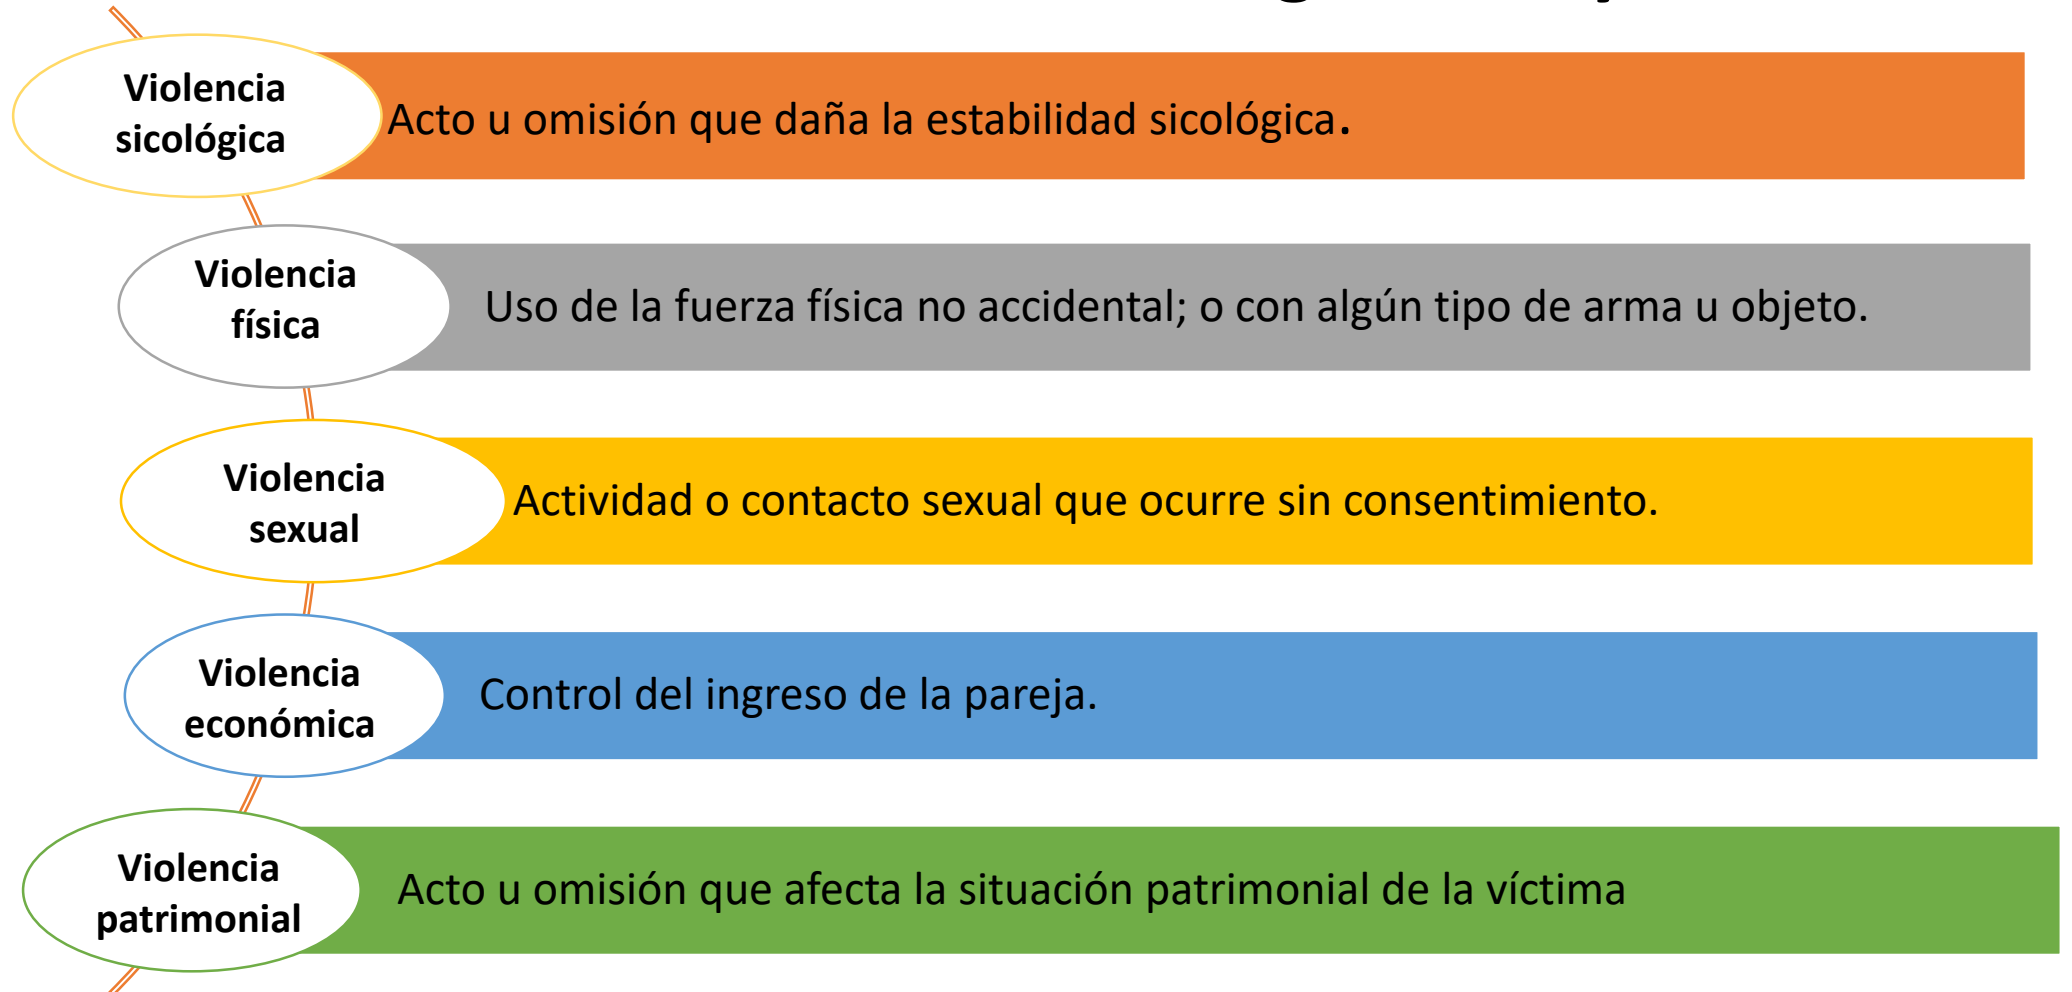 Violencia
sicológica
Acto u omisión que daña la estabilidad sicológica.
Violencia
física
Uso de la fuerza física no accidental; o con algún tipo de arma u objeto.
Violencia
sexual
Actividad o contacto sexual que ocurre sin consentimiento.
Violencia
económica
Control del ingreso de la pareja.
Violencia
patrimonial
Acto u omisión que afecta la situación patrimonial de la víctima